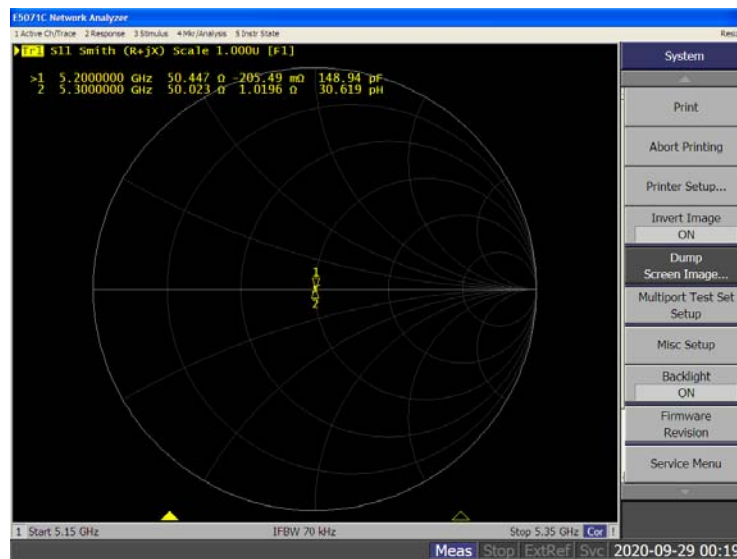 E5071C Network Analyzer
1 Active Ch/Trace 2 Response 3 Stimulus 4 Mkr/Analysis 5 Instr State
Tr1 S11 Smith (R+jX) Scale 1.000U [F1]
>1 5.2000000 GHz 50.447 Ω -205.49 mΩ 148.94 pF
2 5.3000000 GHz 50.023 Ω 1.0196 Ω 30.619 pH
1
2
System
Print
Abort Printing
Printer Setup...
Invert Image
ON
Dump
Screen Image...
Multiport Test Set
Setup
Misc Setup
Backlight
ON
Firmware
Revision
Service Menu
1 Start 5.15 GHz IFBW 70 kHz Stop 5.35 GHz Cor !
Meas Stop ExtRef Svc 2020-09-29 00:19